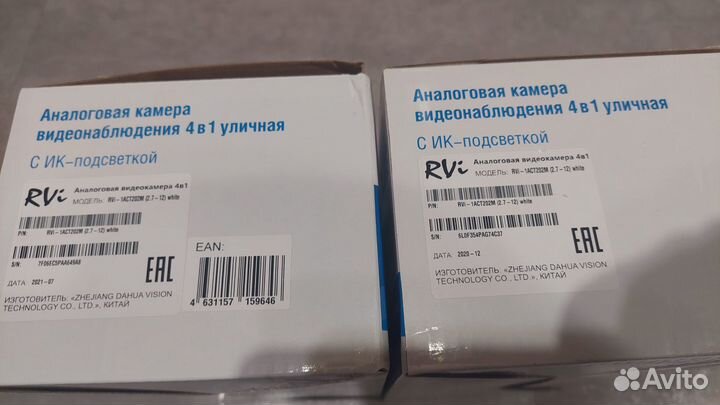 Аналоговая камера
видеонаблюдения 4 в 1 уличная
С ИК-подсветкой
RVi
Аналоговая видеокамера 4в1
МОДЕЛЬ: RVi-1ACT202M (2.7-12) white
P/N: RVi-1ACT202M (2.7-12) white
S/N: 7F06EC5PAA649A8
ДАТА: 2021-07
EAC
ИЗГОТОВИТЕЛЬ: «ZHEJIANG DAHUA VISION
TECHNOLOGY CO., LTD.», КИТАЙ
EAN:
4 631157 159646
Аналоговая камера
видеонаблюдения 4 в 1 уличная
С ИК-подсветкой
RVi
Аналоговая видеокамера 4в1
МОДЕЛЬ: RVi-1ACT202M (2.7-12) white
P/N: RVi-1ACT202M (2.7-12) white
S/N: 6L0F354PAG74C37
ДАТА: 2020-12
EAC
ИЗГОТОВИТЕЛЬ: «ZHEJIANG DAHUA VISION
TECHNOLOGY CO., LTD.», КИТАЙ
Avito